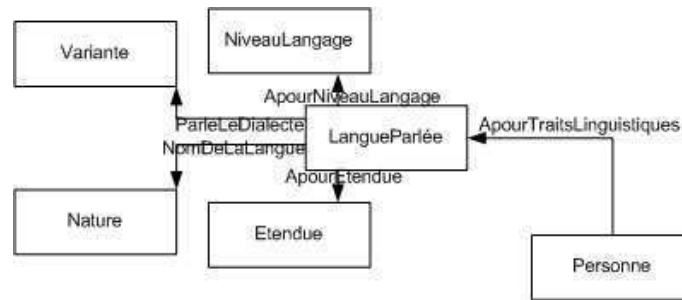 NiveauLangage
Variante
ApourNiveauLangage
ParleLeDialecte
LangueParlée
ApourTraitsLinguistiques
NomDeLaLangue
ApourEtendue
Nature
Etendue
Personne